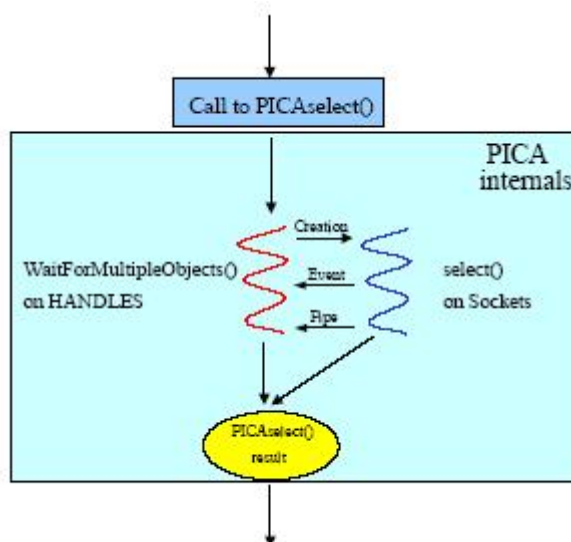 Call to PICAselect()
PICA
internals
Creation
WaitForMultipleObjects()
on HANDLES
Event
select()
on Sockets
Pipe
PICAselect()
result